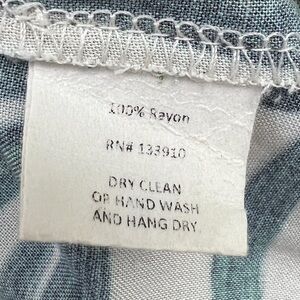 100% Rayon
RN# 133910
DRY CLEAN
OR HAND WASH
AND HANG DRY